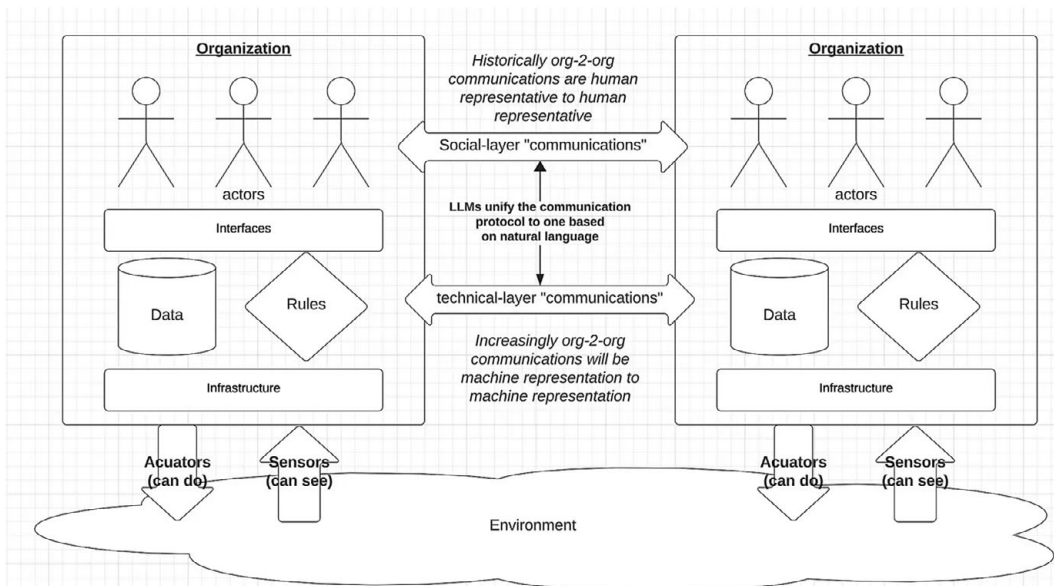 Organization
Organization
Historically org-2-org
communications are human
representative to human
representative
Social-layer "communications"
actors
actors
LLMs unify the communication
protocol to one based
on natural language
Interfaces
Interfaces
Data
Rules
technical-layer "communications"
Data
Rules
Increasingly org-2-org
communications will be
machine representation to
machine representation
Infrastructure
Infrastructure
Acuators
(can do)
Sensors
(can see)
Acuators
(can do)
Sensors
(can see)
Environment